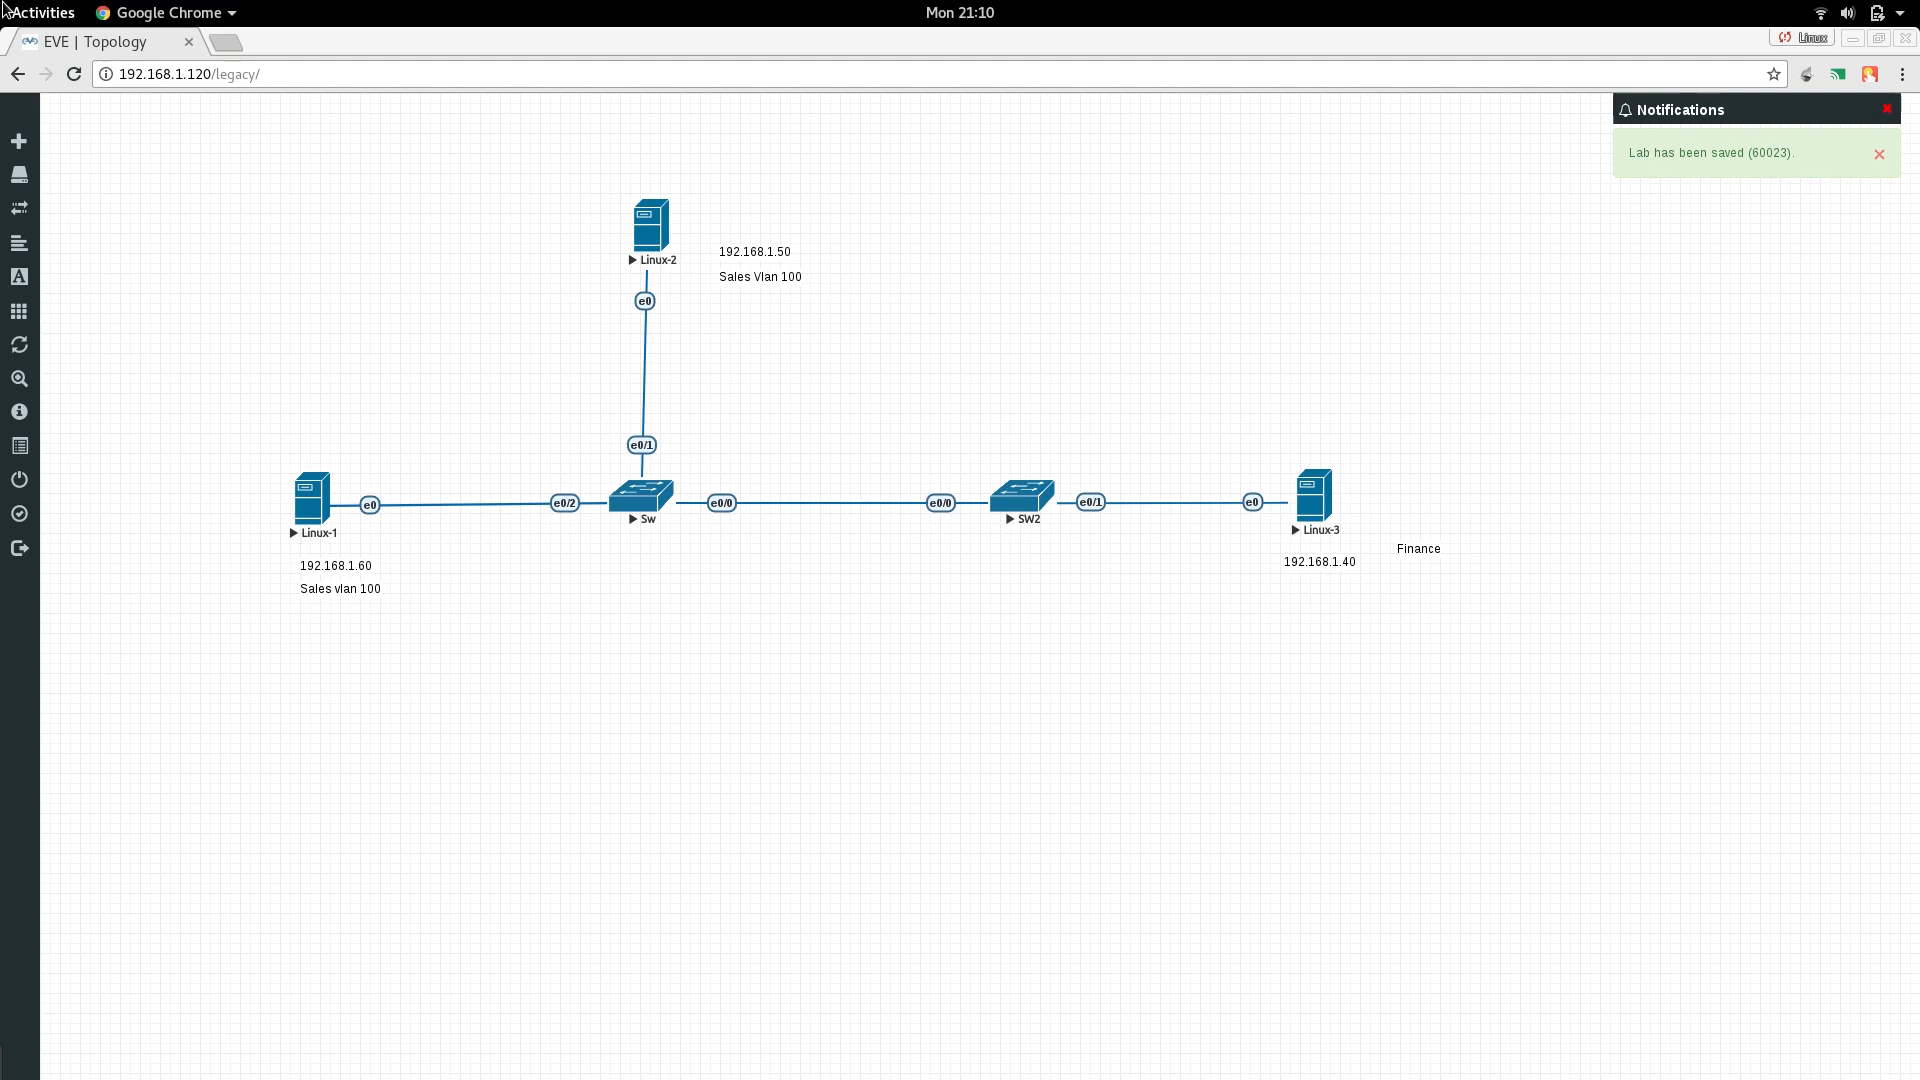 Activities
Google Chrome
Mon 21:10
EVE | Topology
Linux
192.168.1.120/legacy/
Notifications
Lab has been saved (60023).
Linux-2
192.168.1.50
Sales Vlan 100
e0
e0/1
Linux-1
e0
e0/2
Sw
e0/0
e0/0
SW2
e0/1
e0
Linux-3
192.168.1.60
Sales vlan 100
192.168.1.40
Finance